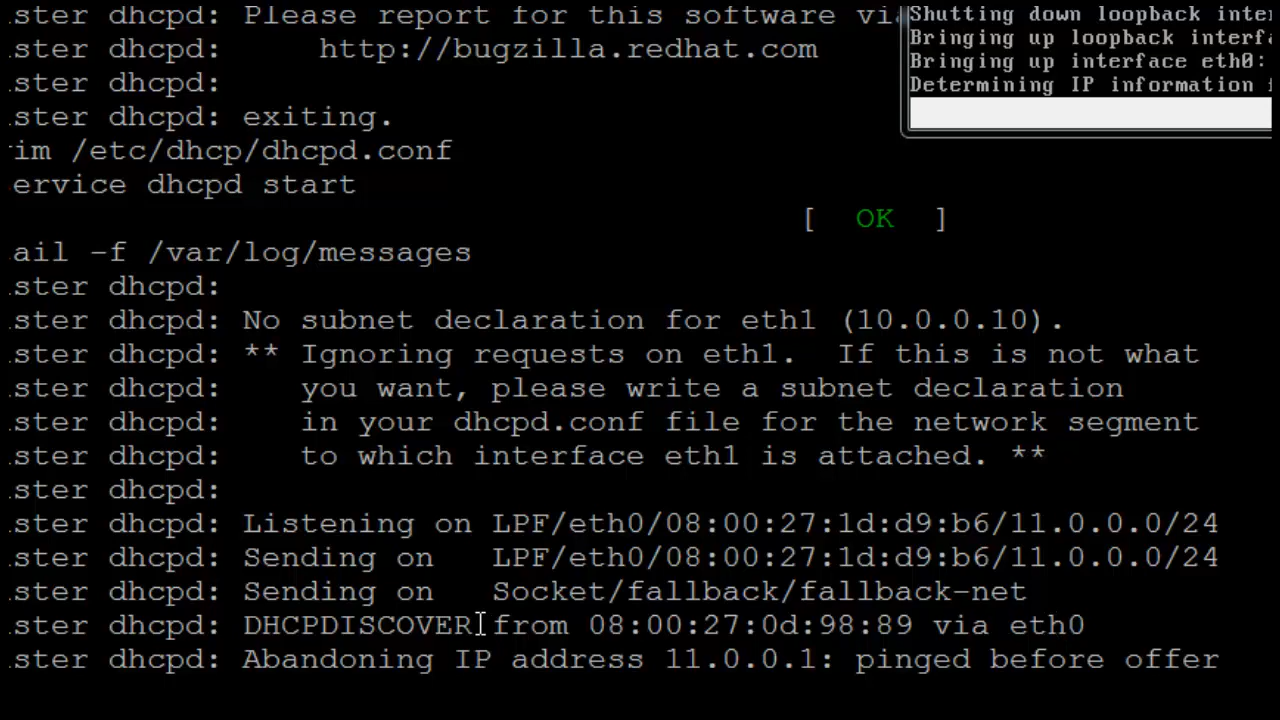 ster dhcpd: Please report for this software via
http://bugzilla.redhat.com
ster dhcpd:
ster dhcpd: exiting.
im /etc/dhcp/dhcpd.conf
ervice dhcpd start
[ OK ]
ail -f /var/log/messages
ster dhcpd:
ster dhcpd: No subnet declaration for eth1 (10.0.0.10).
ster dhcpd: ** Ignoring requests on eth1. If this is not what
ster dhcpd: you want, please write a subnet declaration
ster dhcpd: in your dhcpd.conf file for the network segment
ster dhcpd: to which interface eth1 is attached. **
ster dhcpd:
ster dhcpd: Listening on LPF/eth0/08:00:27:1d:d9:b6/11.0.0.0/24
ster dhcpd: Sending on LPF/eth0/08:00:27:1d:d9:b6/11.0.0.0/24
ster dhcpd: Sending on Socket/fallback/fallback-net
ster dhcpd: DHCPDISCOVER from 08:00:27:0d:98:89 via eth0
ster dhcpd: Abandoning IP address 11.0.0.1: pinged before offer
Shutting down loopback inter
Bringing up loopback interfa
Bringing up interface eth0:
Determining IP information f